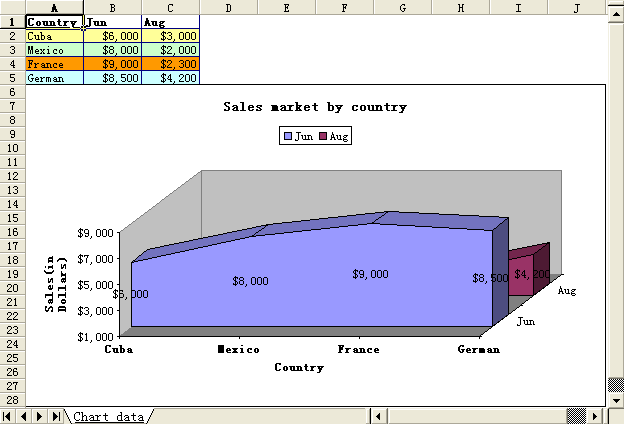 A B C D E F G H I J
1 Country Jun Aug
2 Cuba $6,000 $3,000
3 Mexico $8,000 $2,000
4 France $9,000 $2,300
5 German $8,500 $4,200
6
7 Sales market by country
8
9 Jun Aug
10
11
12
13
14
15
16 $9,000
17
18 $7,000
19 $6,000 $8,000 $9,000 $8,500 $4,200
20 $5,000 Aug
21 Sales(in
Dollars)
22 $3,000 Jun
23 $1,000
24 Cuba Mexico France German
25 Country
26
27
28
Chart data